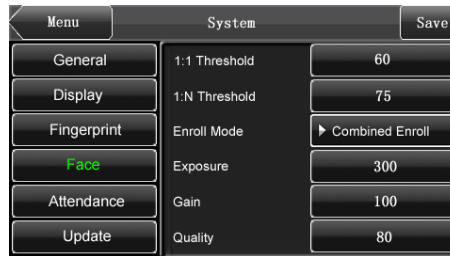 Menu System Save
General 1:1 Threshold 60
Display 1:N Threshold 75
Fingerprint Enroll Mode Combined Enroll
Face Exposure 300
Attendance Gain 100
Update Quality 80